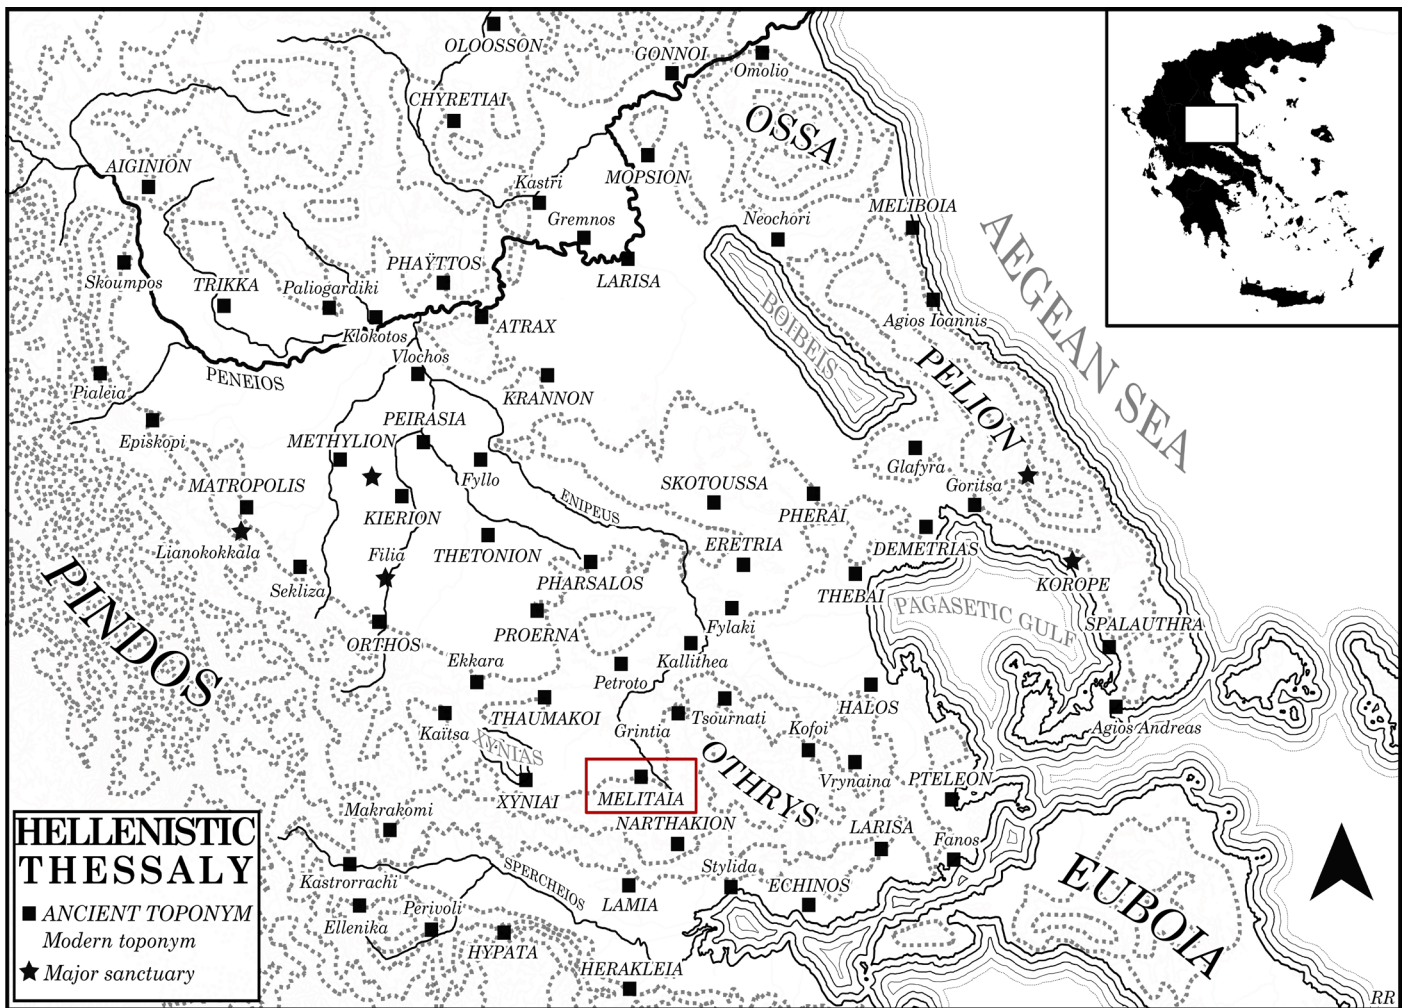 OLOOSSON
GONNOI
Omolio
CHYRETIAI
OSSA
MOPSION
AIGINION
Kastri
Gremnos
MELIBOIA
Neochori
AEGEAN SEA
PHAŸTTOS
LARISA
Skoumpos
TRIKKA
Paliogardiki
BOIBEIS
Agios Ioannis
Klokotos
ATRAX
Vlochos
PENEIOS
PELION
Pialeia
KRANNON
PEIRASIA
Episkopi
METHYLION
Glafyra
Fyllo
SKOTOUSSA
Goritsa
MATROPOLIS
ENIPEUS
PHERAI
KIERION
Lianokokkala
Filia
THETONION
ERETRIA
DEMETRIAS
PINDOS
Sekliza
PHARSALOS
THEBAI
KOROPE
PAGASETIC GULF
PROERNA
Fylaki
SPALAUTHRA
ORTHOS
Ekkara
Kallithea
Petroto
HALOS
THAUMAKOI
Tsournati
Kaïtsa
Grintia
Kofoi
Agios Andreas
XYNIAS
OTHRYS
Vrynaina
PTELEON
XYNIAI
MELITAIA
Makrakomi
NARTHAKION
LARISA
Fanos
HELLENISTIC
THESSALY
ANCIENT TOPONYM
Modern toponym
Major sanctuary
Kastrorrachi
SPERCHEIOS
Stylida
ECHINOS
EUBOIA
LAMIA
Ellenika
Perivoli
HYPATA
HERAKLEIA
RR